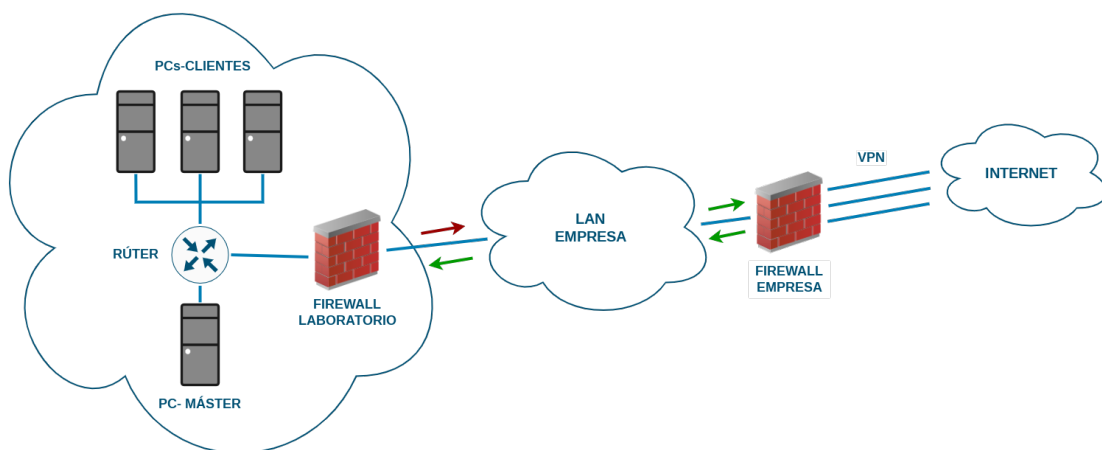 PCs-CLIENTES
RÚTER
PC- MÁSTER
FIREWALL
LABORATORIO
LAN
EMPRESA
VPN
FIREWALL
EMPRESA
INTERNET